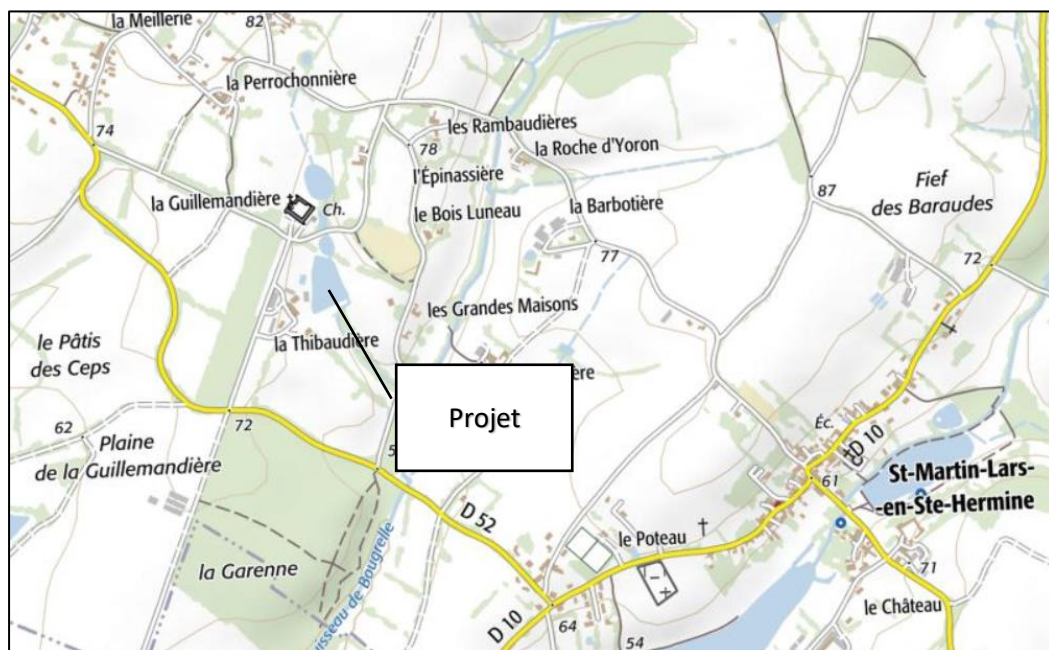 la Meillerie
82
la Perrochonnière
74
les Rambaudières
78
la Roche d'Yoron
l'Épinassière
87
Fief
des Baraudes
la Guillemandière
Ch.
le Bois Luneau
la Barbotière
77
72
les Grandes Maisons
le Pâtis
des Ceps
la Thibaudière
Projet
62
Plaine
de la Guillemandière
72
Éc.
D 10
61
St-Martin-Lars-
-en-Ste-Hermine
D 52
le Poteau
la Garenne
71
le Château
D 10
64
54